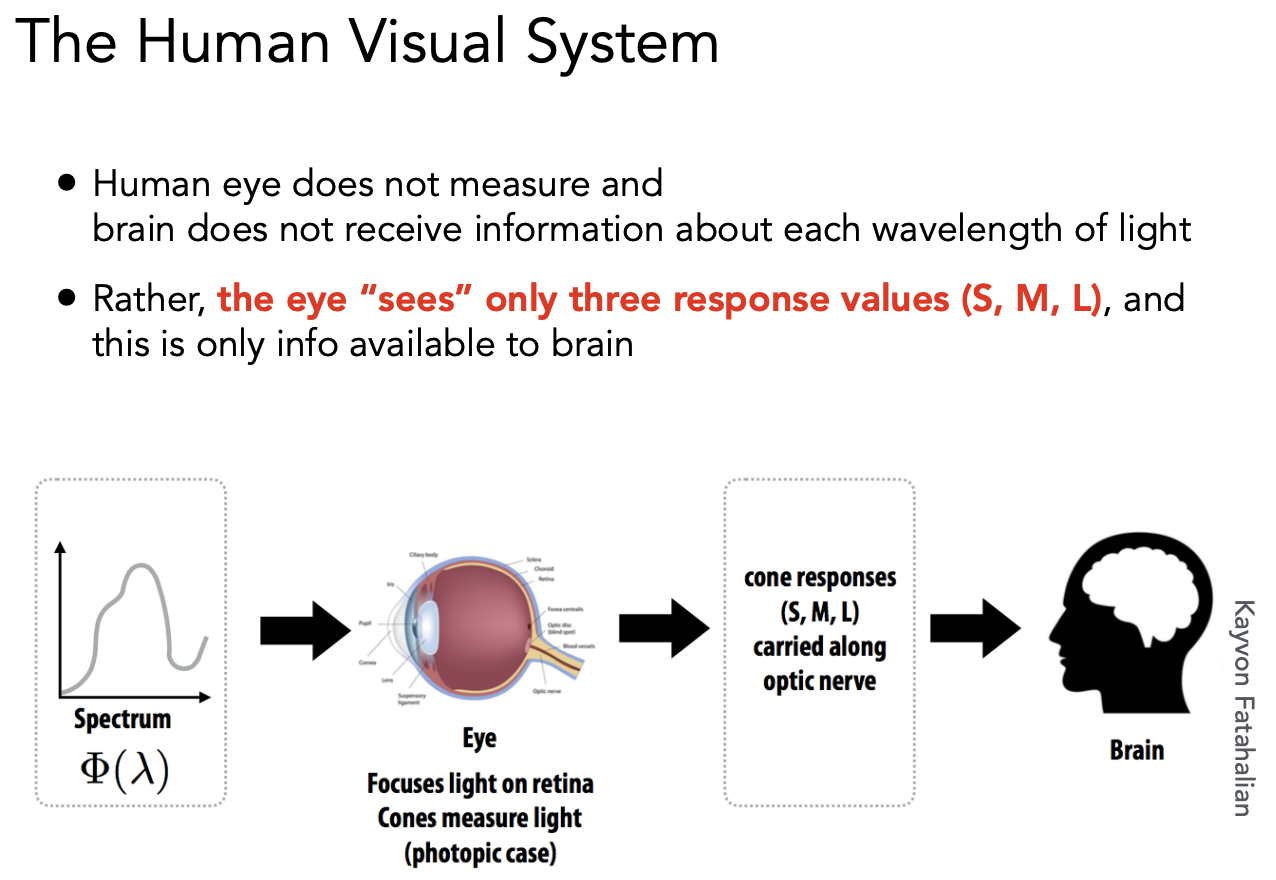 The Human Visual System
• Human eye does not measure and
brain does not receive information about each wavelength of light
• Rather, the eye “sees” only three response values (S, M, L), and
this is only info available to brain
Spectrum
Φ(λ)
Ciliary body
Iris
Pupil
Cornea
Lens
Suspensory
ligament
Sclera
Choroid
Retina
Fovea centralis
Optic disc
(blind spot)
Blood vessels
Optic nerve
Eye
Focuses light on retina
Cones measure light
(photopic case)
cone responses
(S, M, L)
carried along
optic nerve
Brain
Kayvon Fatahalian